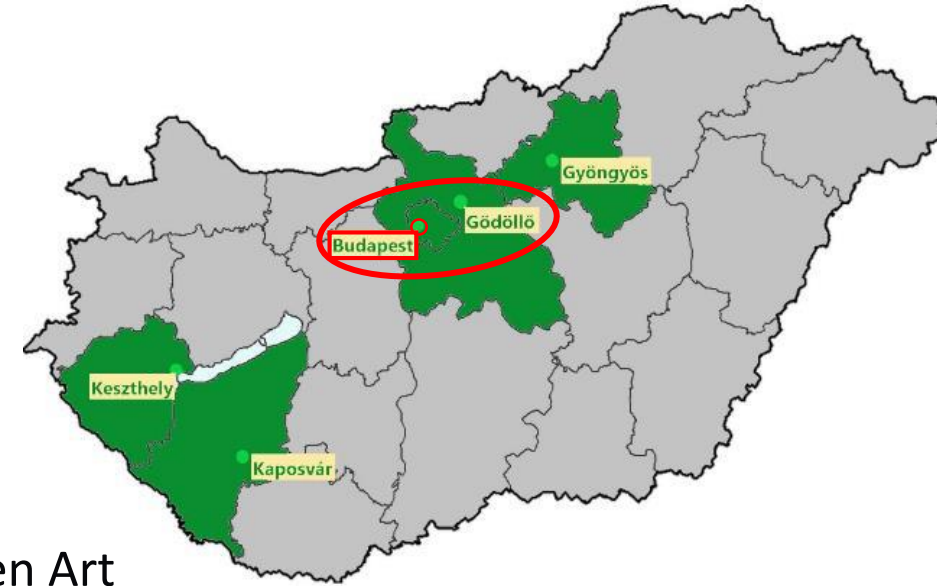 Gyöngyös
Gödöllő
Budapest
Keszthely
Kaposvár
en Art